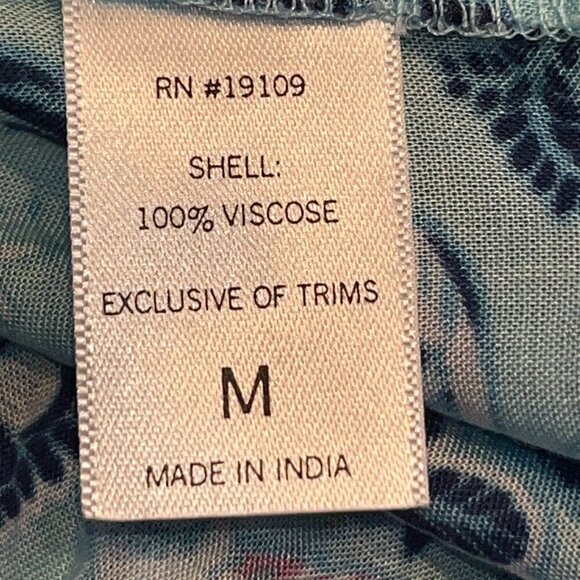 RN #19109
SHELL:
100% VISCOSE
EXCLUSIVE OF TRIMS
M
MADE IN INDIA